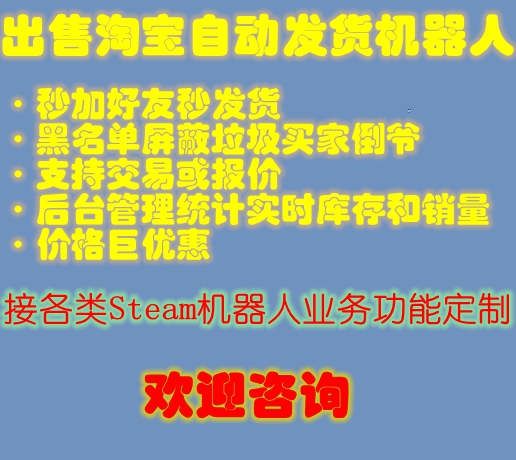 出售淘宝自动发货机器人
· 秒加好友秒发货
· 黑名单屏蔽垃圾买家倒爷
· 支持交易或报价
· 后台管理统计实时库存和销量
· 价格巨优惠
接各类Steam机器人业务功能定制
欢迎咨询